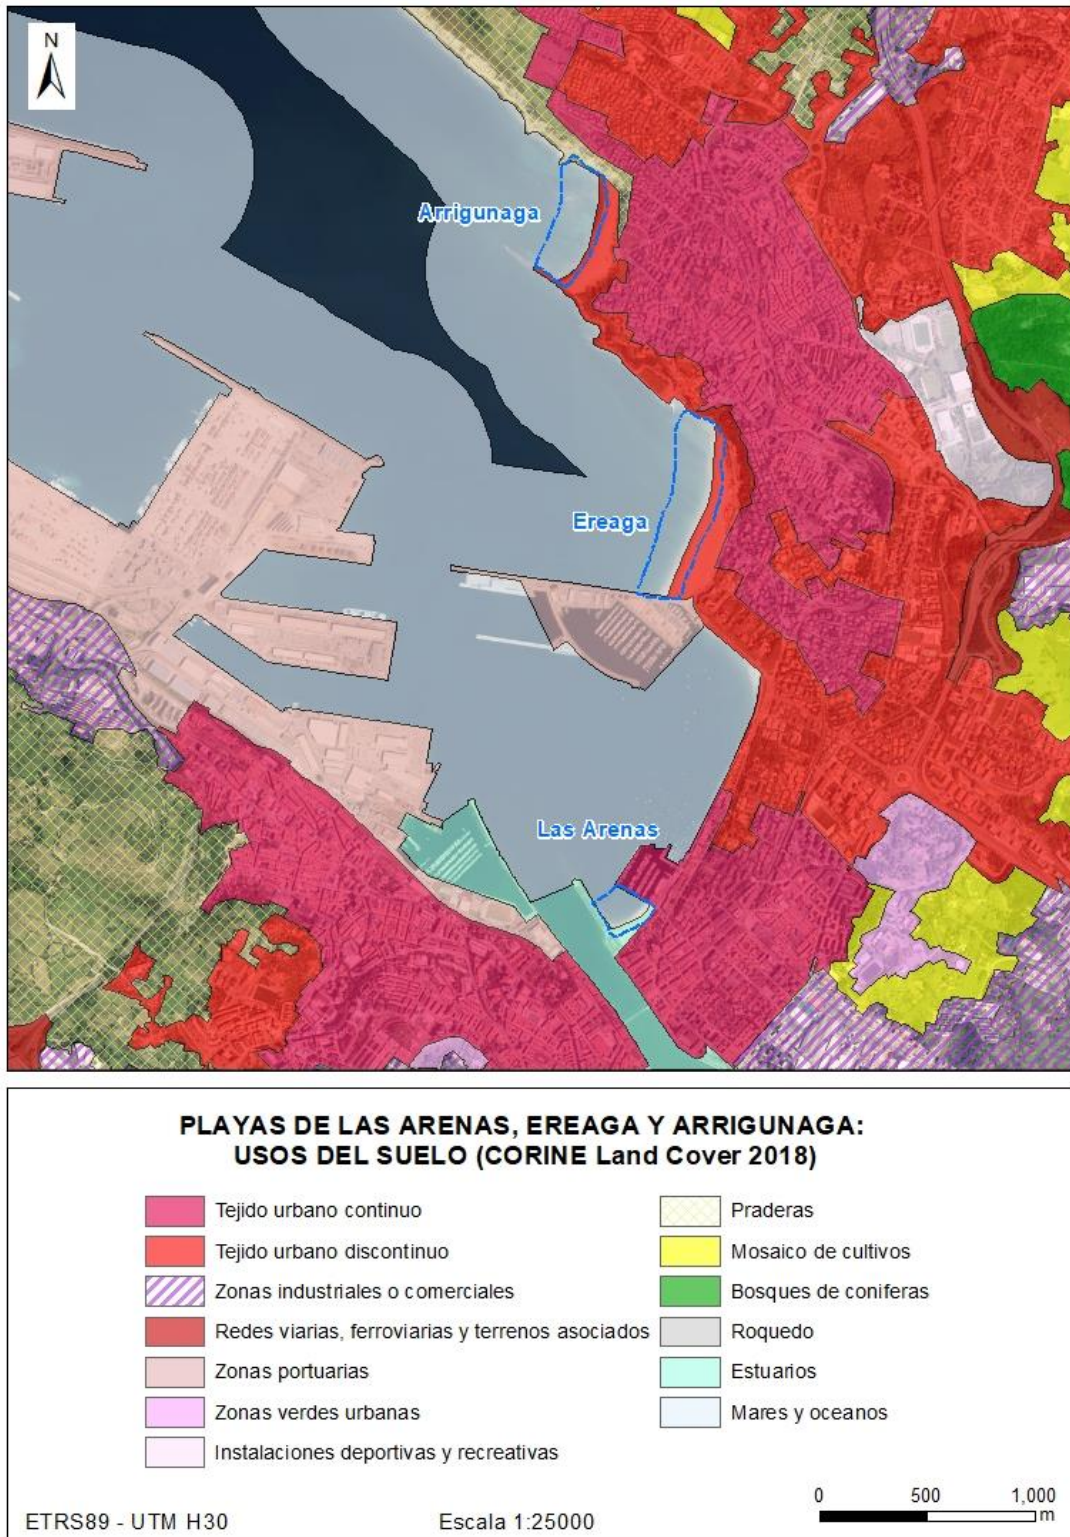 N
Arrigunaga
Ereaga
Las Arenas
PLAYAS DE LAS ARENAS, EREAGA Y ARRIGUNAGA:
USOS DEL SUELO (CORINE Land Cover 2018)
Tejido urbano continuo
Tejido urbano discontinuo
Zonas industriales o comerciales
Redes viarias, ferroviarias y terrenos asociados
Zonas portuarias
Zonas verdes urbanas
Instalaciones deportivas y recreativas
Praderas
Mosaico de cultivos
Bosques de coniferas
Roquedo
Estuarios
Mares y oceanos
ETRS89 - UTM H30
Escala 1:25000
0 500 1,000
m